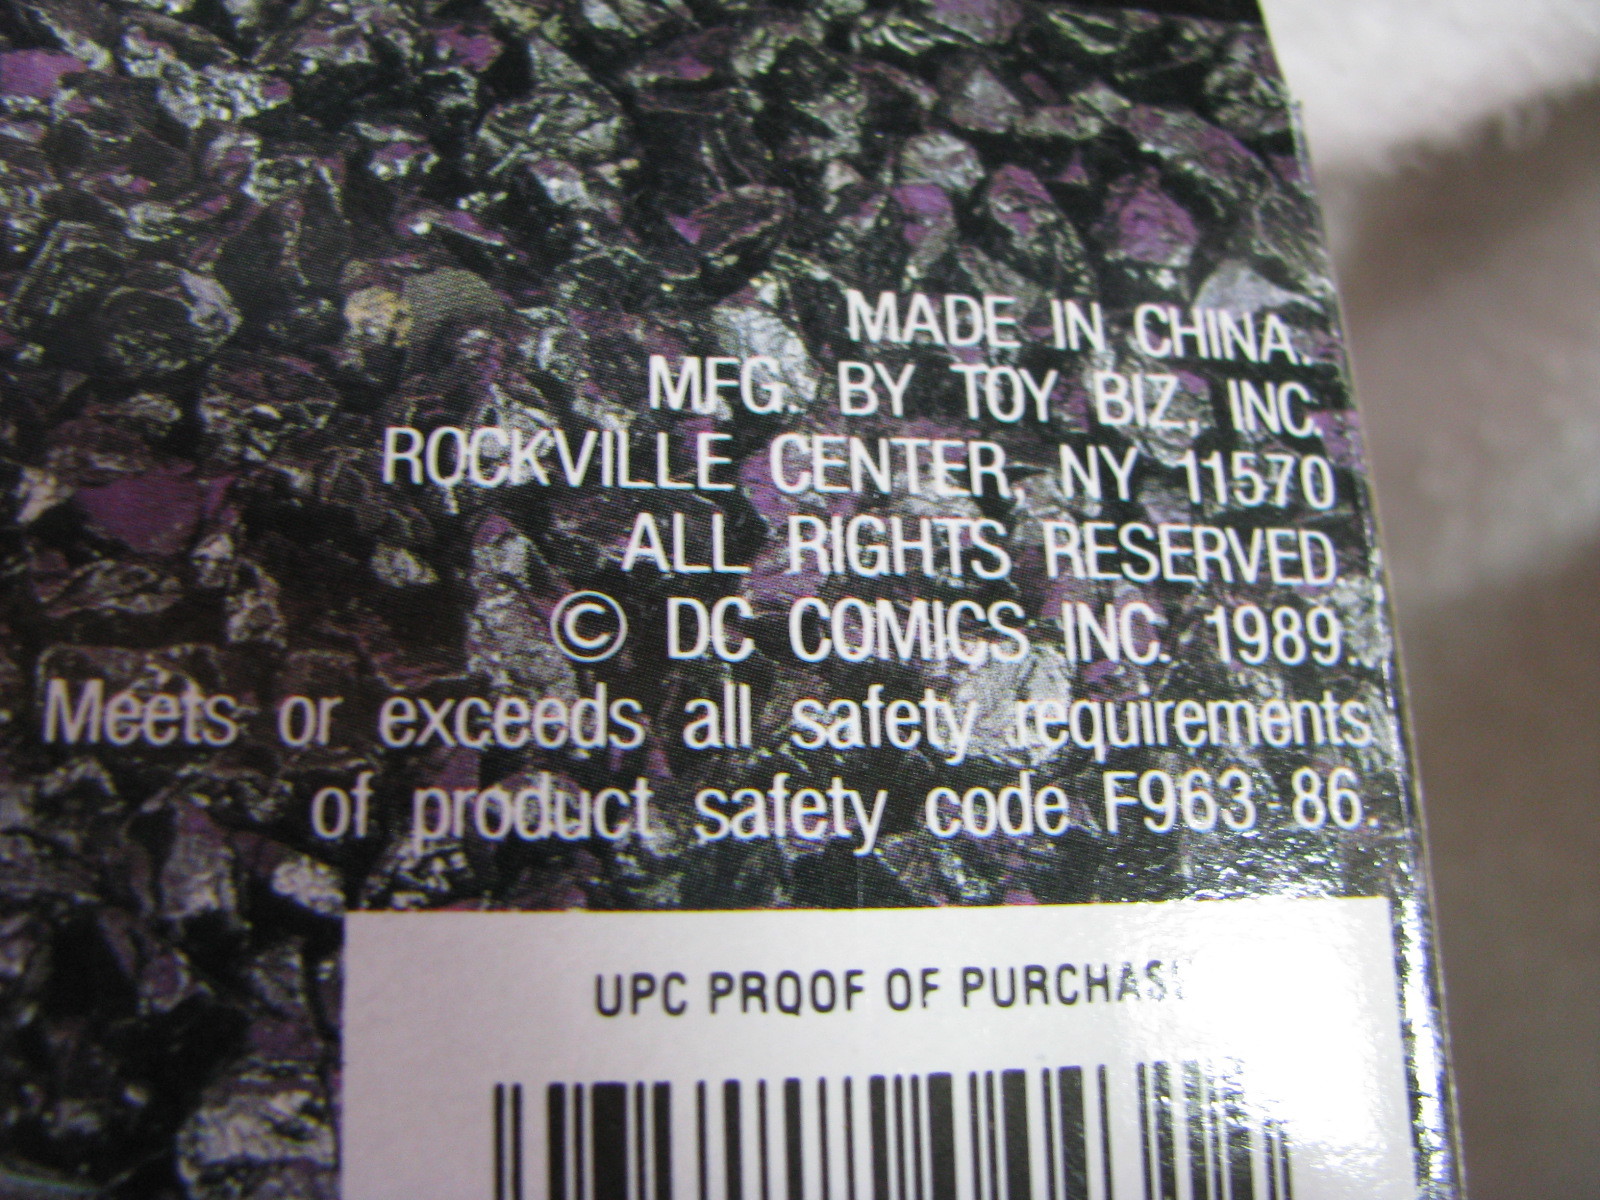 MADE IN CHINA.
MFG. BY TOY BIZ, INC.
ROCKVILLE CENTER, NY 11570
ALL RIGHTS RESERVED.
© DC COMICS INC. 1989.
Meets or exceeds all safety requirements
of product safety code F963 86.
UPC PROOF OF PURCHASE